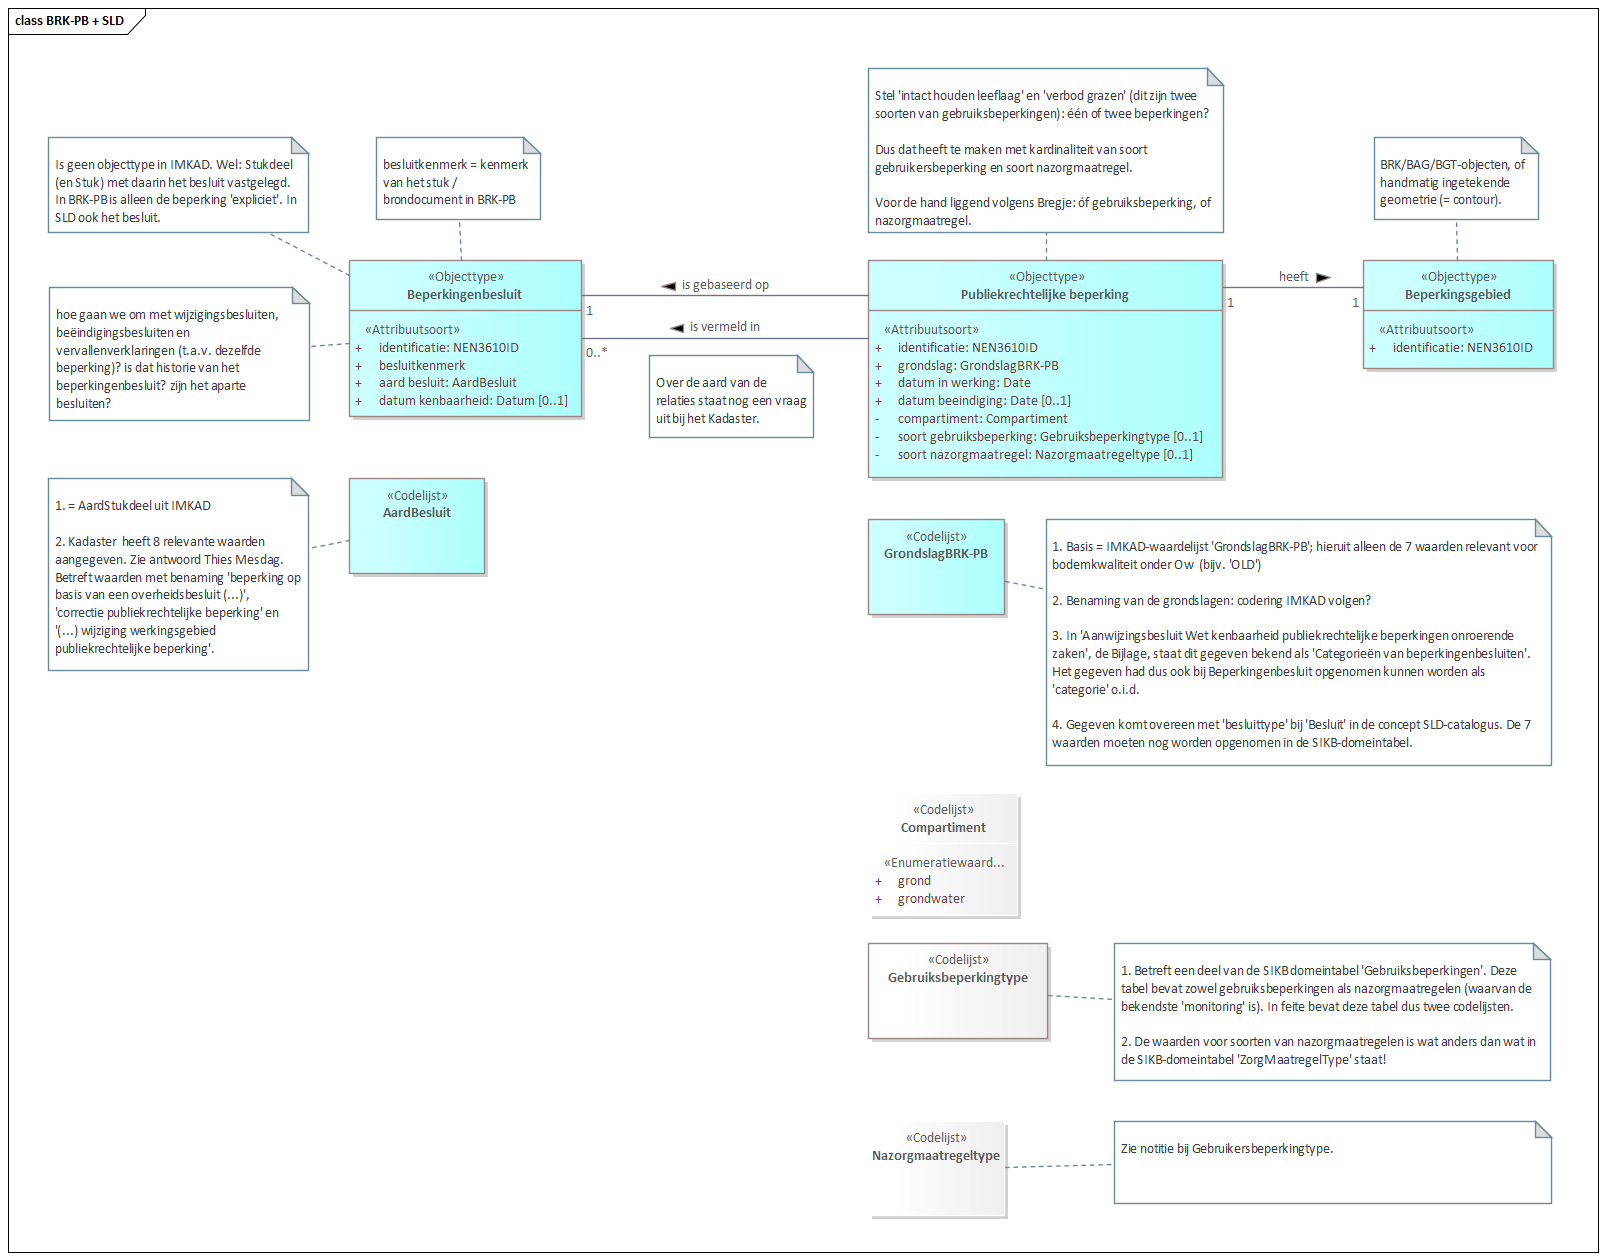 class BRK-PB + SLD
Stel 'intact houden leeflaag' en 'verbod grazen' (dit zijn twee
soorten van gebruiksbeperkingen): één of twee beperkingen?
Dus dat heeft te maken met kardinaliteit van soort
gebruikersbeperking en soort nazorgmaatregel.
Voor de hand liggend volgens Bregje: óf gebruiksbeperking, of
nazorgmaatregel.
Is geen objecttype in IMKAD. Wel: Stukdeel
(en Stuk) met daarin het besluit vastgelegd.
In BRK-PB is alleen de beperking 'expliciet'. In
SLD ook het besluit.
besluitkenmerk = kenmerk
van het stuk /
brondocument in BRK-PB
BRK/BAG/BGT-objecten, of
handmatig ingetekende
geometrie (= contour).
hoe gaan we om met wijzigingsbesluiten,
beëindigingsbesluiten en
vervallenverklaringen (t.a.v. dezelfde
beperking)? is dat historie van het
beperkingenbesluit? zijn het aparte
besluiten?
«Objecttype»
Beperkingenbesluit
«Attribuutsoort»
+ identificatie: NEN3610ID
+ besluitkenmerk
+ aard besluit: AardBesluit
+ datum kenbaarheid: Datum [0..1]
is gebaseerd op
1
is vermeld in
0..*
Over de aard van de
relaties staat nog een vraag
uit bij het Kadaster.
«Objecttype»
Publiekrechtelijke beperking
«Attribuutsoort»
+ identificatie: NEN3610ID
+ grondslag: GrondslagBRK-PB
+ datum in werking: Date
+ datum beeindiging: Date [0..1]
- compartiment: Compartiment
- soort gebruiksbeperking: Gebruiksbeperkingtype [0..1]
- soort nazorgmaatregel: Nazorgmaatregeltype [0..1]
heeft
1
1
«Objecttype»
Beperkingsgebied
«Attribuutsoort»
+ identificatie: NEN3610ID
1. = AardStukdeel uit IMKAD
2. Kadaster heeft 8 relevante waarden
aangegeven. Zie antwoord Thies Mesdag.
Betreft waarden met benaming 'beperking op
basis van een overheidsbesluit (...)',
'correctie publiekrechtelijke beperking' en
'(...) wijziging werkingsgebied
publiekrechtelijke beperking'.
«Codelijst»
AardBesluit
«Codelijst»
GrondslagBRK-PB
1. Basis = IMKAD-waardelijst 'GrondslagBRK-PB'; hieruit alleen de 7 waarden relevant voor
bodemkwaliteit onder Ow (bijv. 'OLD')
2. Benaming van de grondslagen: codering IMKAD volgen?
3. In 'Aanwijzingsbesluit Wet kenbaarheid publiekrechtelijke beperkingen onroerende
zaken', de Bijlage, staat dit gegeven bekend als 'Categorieën van beperkingenbesluiten'.
Het gegeven had dus ook bij Beperkingenbesluit opgenomen kunnen worden als
'categorie' o.i.d.
4. Gegeven komt overeen met 'besluittype' bij 'Besluit' in de concept SLD-catalogus. De 7
waarden moeten nog worden opgenomen in de SIKB-domeintabel.
«Codelijst»
Compartiment
«Enumeratiewaard...
+ grond
+ grondwater
«Codelijst»
Gebruiksbeperkingtype
1. Betreft een deel van de SIKB domeintabel 'Gebruiksbeperkingen'. Deze
tabel bevat zowel gebruiksbeperkingen als nazorgmaatregelen (waarvan de
bekendste 'monitoring' is). In feite bevat deze tabel dus twee codelijsten.
2. De waarden voor soorten van nazorgmaatregelen is wat anders dan wat in
de SIKB-domeintabel 'ZorgMaatregelType' staat!
«Codelijst»
Nazorgmaatregeltype
Zie notitie bij Gebruikersbeperkingtype.